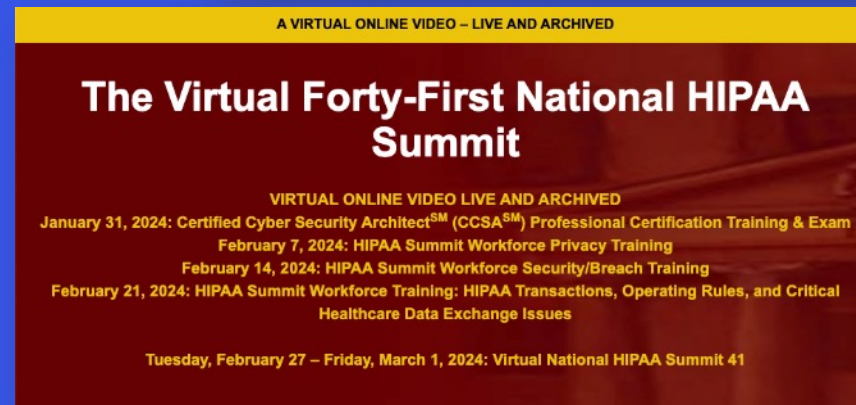 A VIRTUAL ONLINE VIDEO – LIVE AND ARCHIVED
The Virtual Forty-First National HIPAA
Summit
VIRTUAL ONLINE VIDEO LIVE AND ARCHIVED
January 31, 2024: Certified Cyber Security Architect℠ (CCSA℠) Professional Certification Training & Exam
February 7, 2024: HIPAA Summit Workforce Privacy Training
February 14, 2024: HIPAA Summit Workforce Security/Breach Training
February 21, 2024: HIPAA Summit Workforce Training: HIPAA Transactions, Operating Rules, and Critical
Healthcare Data Exchange Issues
Tuesday, February 27 – Friday, March 1, 2024: Virtual National HIPAA Summit 41